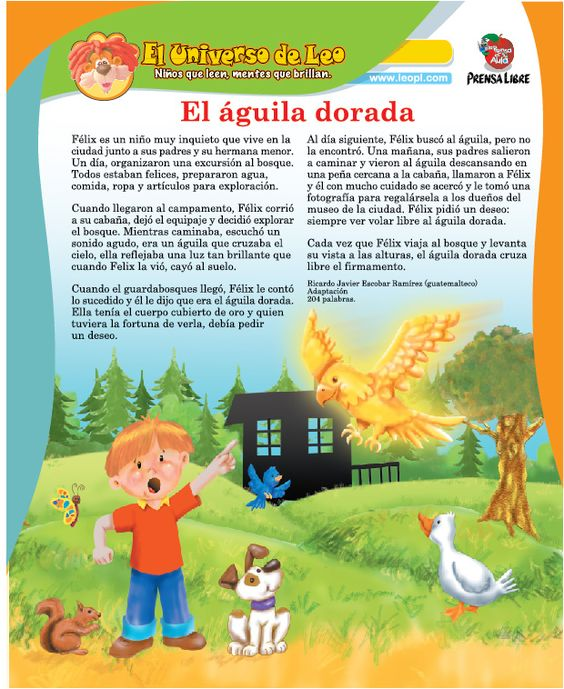 El Universo de Leo
Niños que leen, mentes que brillan.
www.leopl.com
Prensa
Aula
PRENSA LIBRE
El águila dorada
Félix es un niño muy inquieto que vive en la
ciudad junto a sus padres y su hermana menor.
Un día, organizaron una excursión al bosque.
Todos estaban felices, prepararon agua,
comida, ropa y artículos para exploración.
Cuando llegaron al campamento, Félix corrió
a su cabaña, dejó el equipaje y decidió explorar
el bosque. Mientras caminaba, escuchó un
sonido agudo, era un águila que cruzaba el
cielo, ella reflejaba una luz tan brillante que
cuando Felix la vió, cayó al suelo.
Cuando el guardabosques llegó, Félix le contó
lo sucedido y él le dijo que era el águila dorada.
Ella tenía el cuerpo cubierto de oro y quien
tuviera la fortuna de verla, debía pedir
un deseo.
Al día siguiente, Félix buscó al águila, pero no
la encontró. Una mañana, sus padres salieron
a caminar y vieron al águila descansando en
una peña cercana a la cabaña, llamaron a Félix
y él con mucho cuidado se acercó y le tomó una
fotografía para regalársela a los dueños del
museo de la ciudad. Félix pidió un deseo:
siempre ver volar libre al águila dorada.
Cada vez que Félix viaja al bosque y levanta
su vista a las alturas, el águila dorada cruza
libre el firmamento.
Ricardo Javier Escobar Ramírez (guatemalteco)
Adaptación
204 palabras.